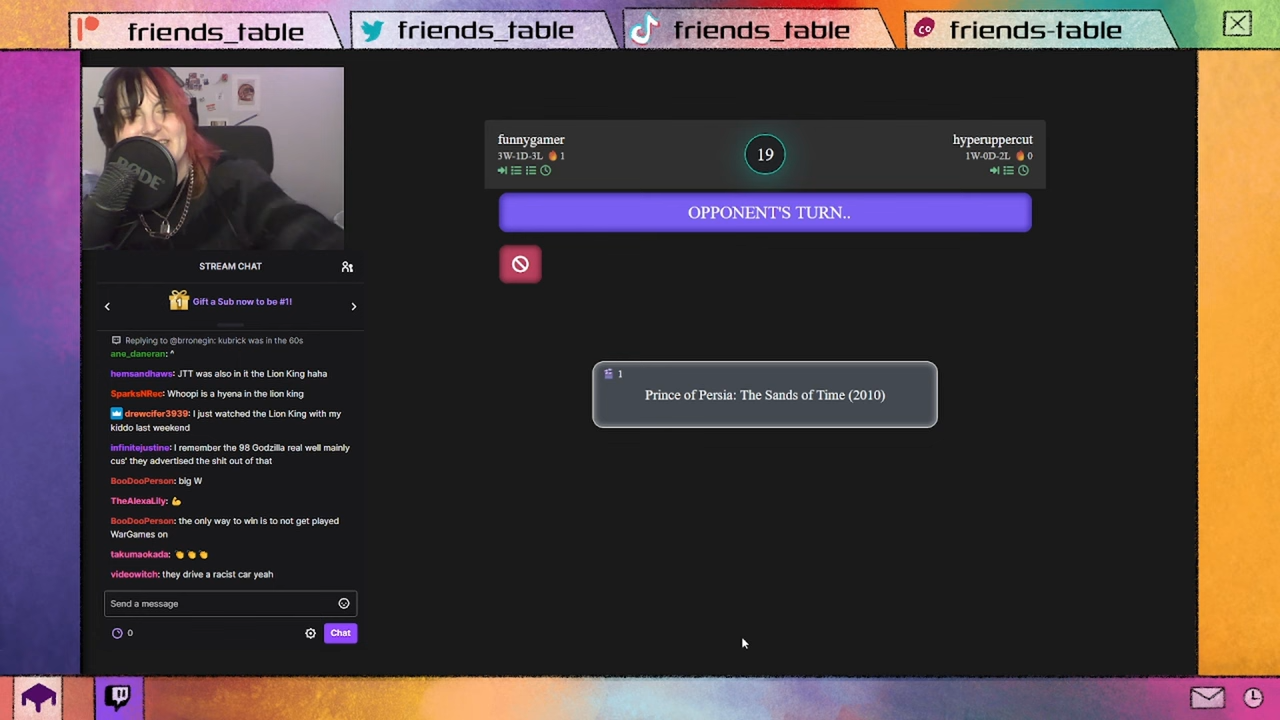 friends_table
friends_table
friends_table
friends-table
RØDE
STREAM CHAT
1
Gift a Sub now to be #1!
Replying to @brronegin: kubrick was in the 60s
ane_daneran: ^
hemsandhaws: JTT was also in it the Lion King haha
SparksNRec: Whoopi is a hyena in the lion king
drewcifer3939: I just watched the Lion King with my
kiddo last weekend
infinitejustine: I remember the 98 Godzilla real well mainly
cus' they advertised the shit out of that
BooDooPerson: big W
TheAlexaLily:
BooDooPerson: the only way to win is to not get played
WarGames on
takumaokada:
videowitch: they drive a racist car yeah
Send a message
0
Chat
funnygamer
3W-1D-3L 1
19
hyperuppercut
1W-0D-2L 0
OPPONENT'S TURN..
1
Prince of Persia: The Sands of Time (2010)